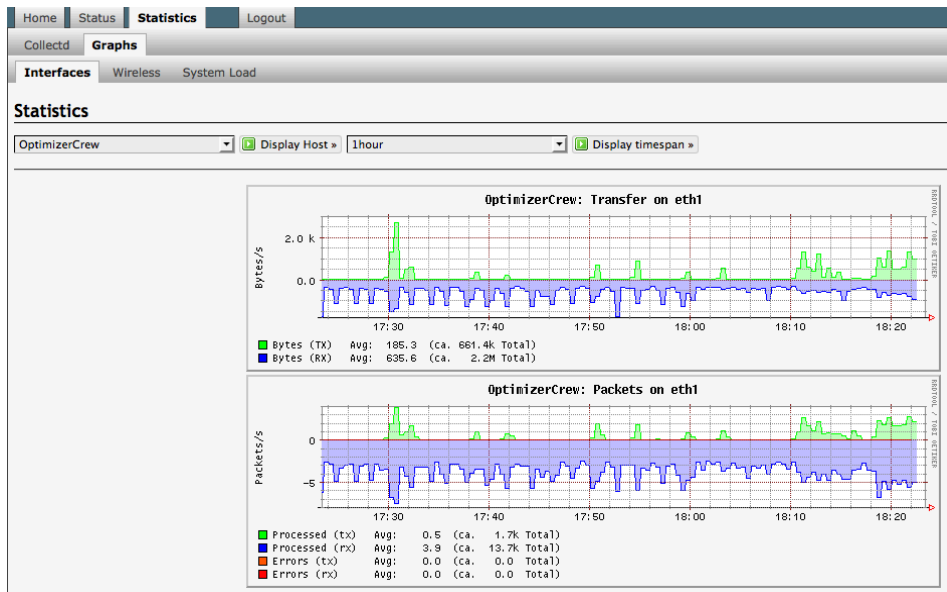 Home Status Statistics Logout
Collectd Graphs
Interfaces Wireless System Load
Statistics
OptimizerCrew Display Host » 1hour Display timespan »
OptimizerCrew: Transfer on eth1
RRDTOOL / TOBI OETIKER
Bytes/s
2.0 k
0.0
17:30 17:40 17:50 18:00 18:10 18:20
Bytes (TX) Avg: 185.3 (ca. 661.4k Total)
Bytes (RX) Avg: 635.6 (ca. 2.2M Total)
OptimizerCrew: Packets on eth1
RRDTOOL / TOBI OETIKER
Packets/s
0
-5
17:30 17:40 17:50 18:00 18:10 18:20
Processed (tx) Avg: 0.5 (ca. 1.7k Total)
Processed (rx) Avg: 3.9 (ca. 13.7k Total)
Errors (tx) Avg: 0.0 (ca. 0.0 Total)
Errors (rx) Avg: 0.0 (ca. 0.0 Total)